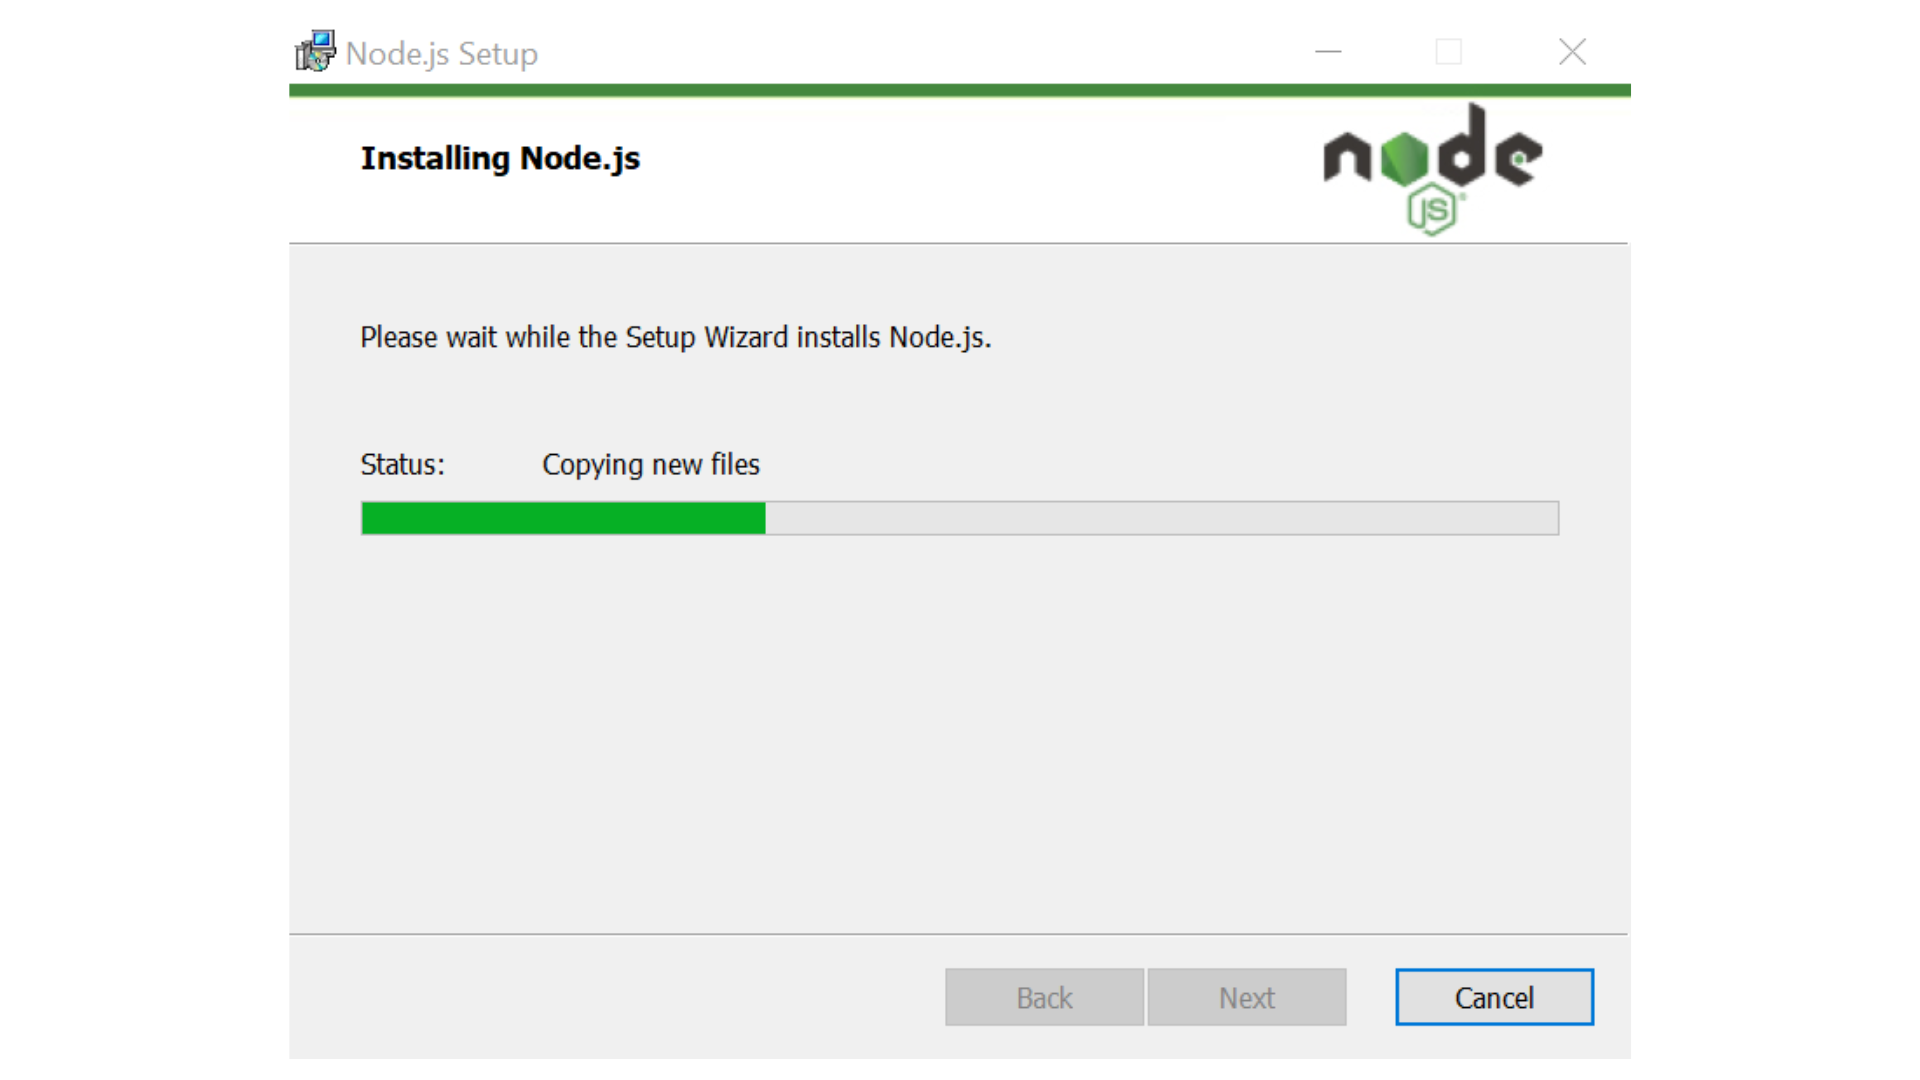 Node.js Setup
Installing Node.js
node
JS
Please wait while the Setup Wizard installs Node.js.
Status: Copying new files
Back Next Cancel